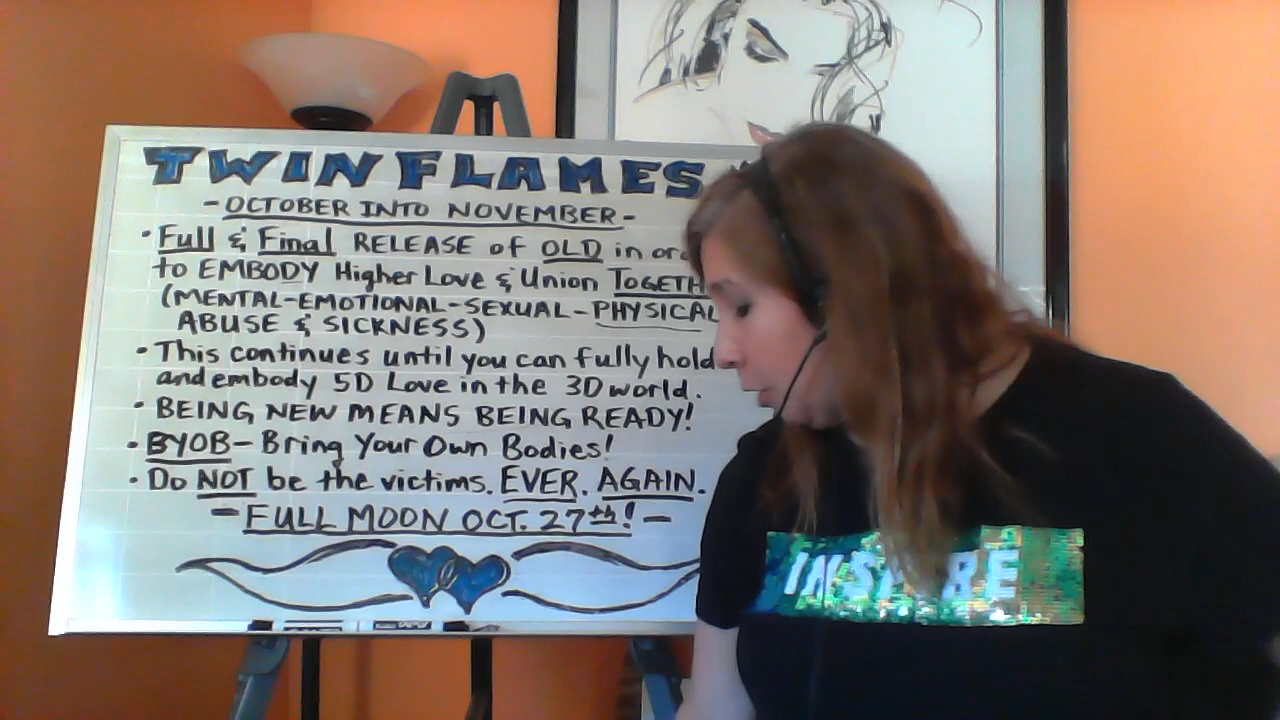 TWIN FLAMES
-OCTOBER INTO NOVEMBER-
• Full & Final RELEASE of OLD in
to EMBODY Higher Love & Union
(MENTAL-EMOTIONAL-SEXUAL-PHYSICAL
ABUSE & SICKNESS)
• This continues until you can fully hold
and embody 5D Love in the 3D world.
• BEING NEW MEANS BEING READY!
• BYOB- Bring Your Own Bodies!
• Do NOT be the victims. EVER. AGAIN.
- FULL MOON OCT. 27th! -